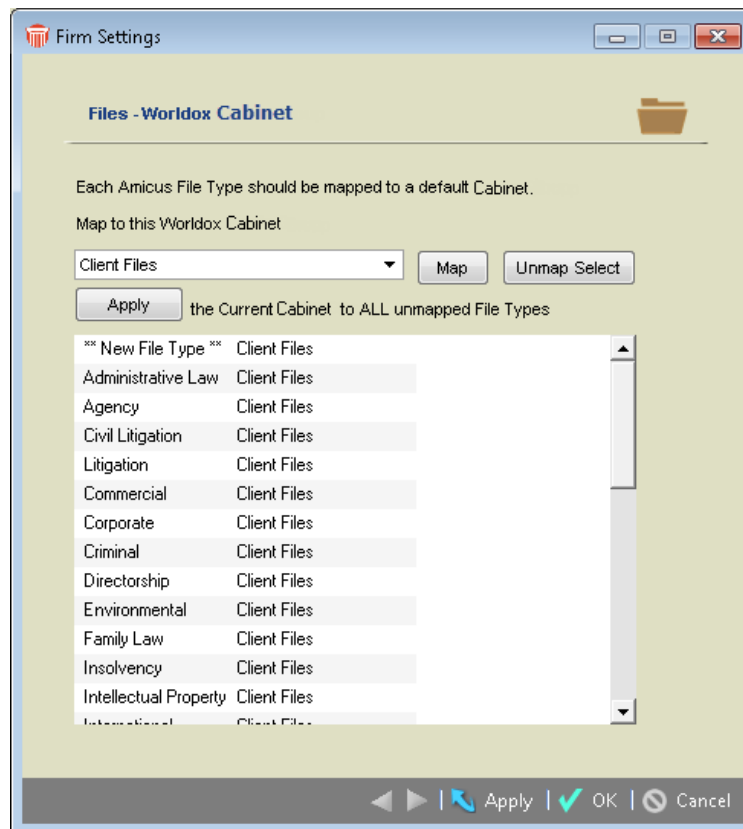 Firm Settings
Files - Worldox Cabinet
Each Amicus File Type should be mapped to a default Cabinet.
Map to this Worldox Cabinet
Client Files Map Unmap Select
Apply the Current Cabinet to ALL unmapped File Types
** New File Type ** Client Files
Administrative Law Client Files
Agency Client Files
Civil Litigation Client Files
Litigation Client Files
Commercial Client Files
Corporate Client Files
Criminal Client Files
Directorship Client Files
Environmental Client Files
Family Law Client Files
Insolvency Client Files
Intellectual Property Client Files
International Client Files
Apply OK Cancel